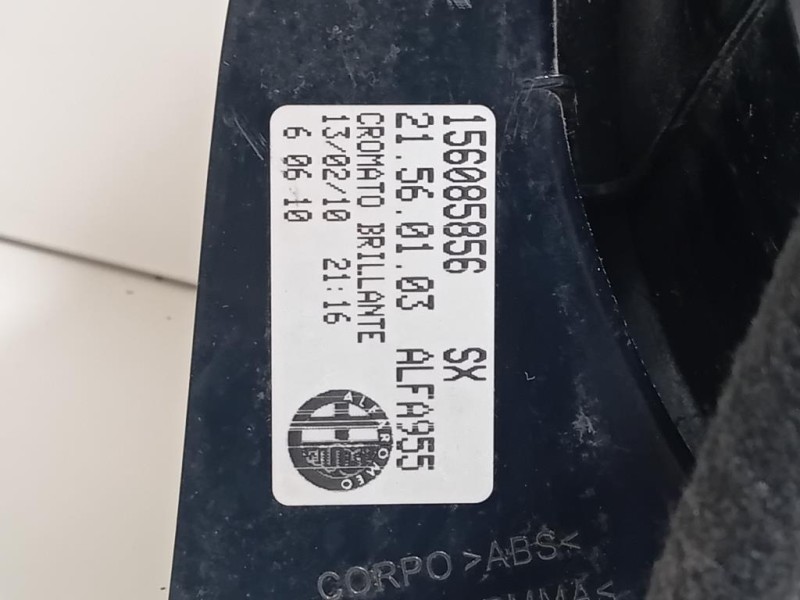 156085856 SX
21.56.01.03 ALFA955
CROMATO BRILLANTE
13/02/10 21:16
6 06 10
ALFA ROMEO
CORPO >ABS<